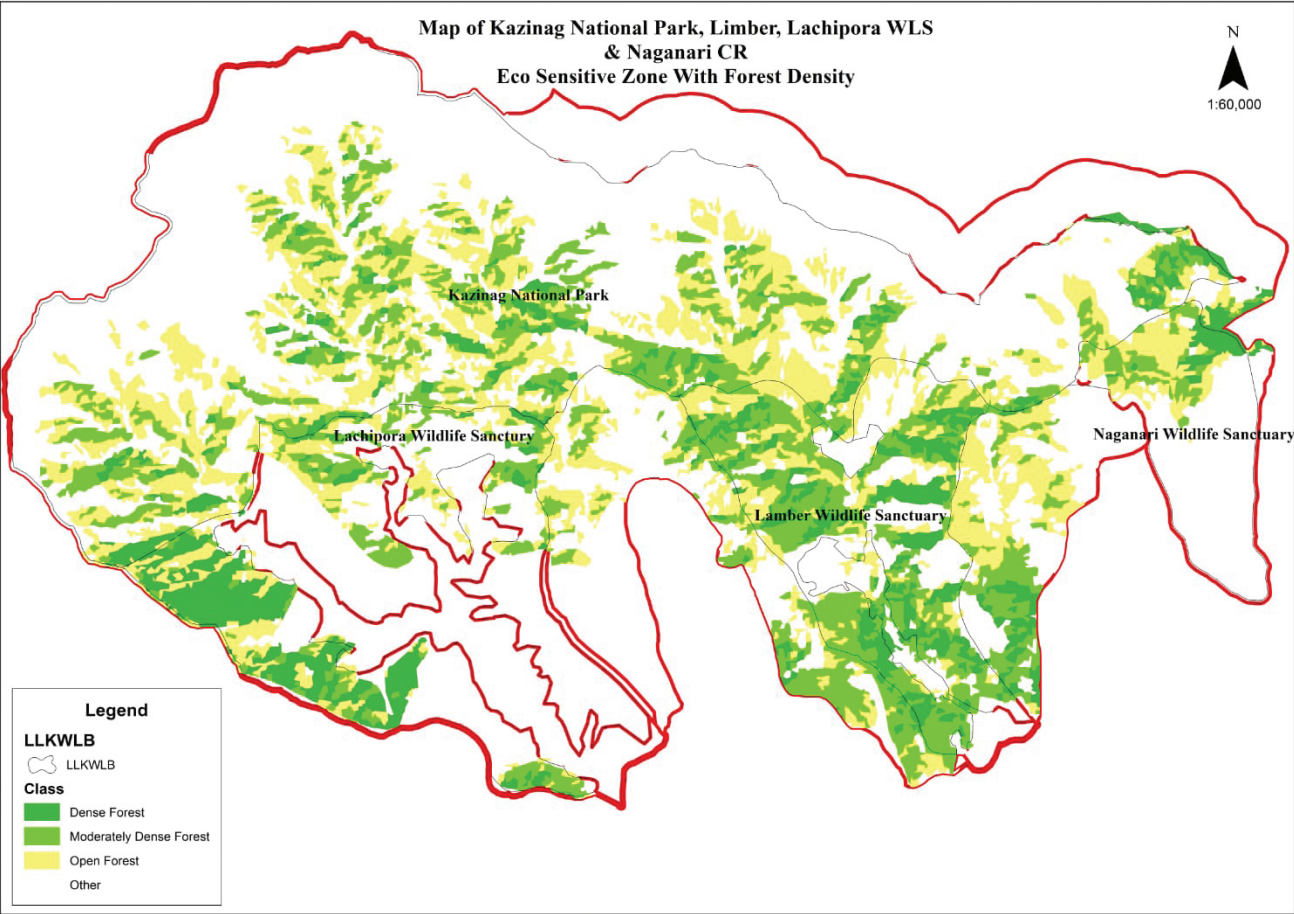 Map of Kazinag National Park, Limber, Lachipora WLS
& Naganari CR
Eco Sensitive Zone With Forest Density
N
1:60,000
Kazinag National Park
Lachipora Wildlife Sanctury
Naganari Wildlife Sanctuary
Lamber Wildlife Sanctuary
Legend
LLKWLB
LLKWLB
Class
Dense Forest
Moderately Dense Forest
Open Forest
Other